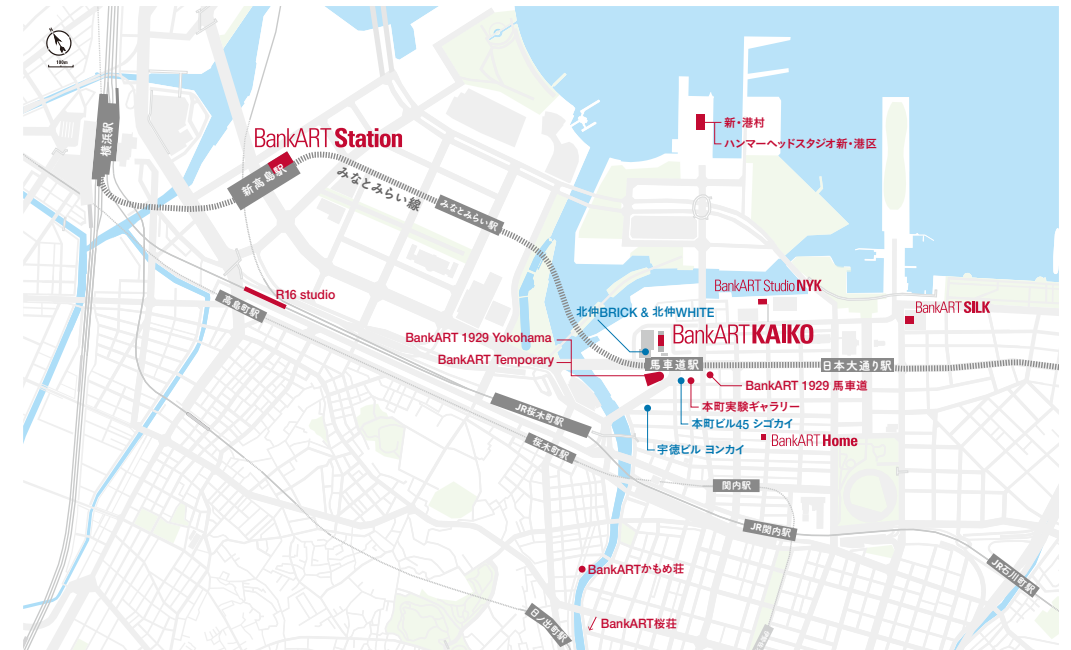 N
100m
横浜駅
BankART Station
新高島駅
みなとみらい線
みなとみらい駅
新・港村
ハンマーヘッドスタジオ新・港区
R16 studio
高島町駅
BankART Studio NYK
BankART SILK
北仲BRICK & 北仲WHITE
BankART KAIKO
BankART 1929 Yokohama
BankART Temporary
馬車道駅
日本大通り駅
BankART 1929 馬車道
本町実験ギャラリー
本町ビル45 シゴカイ
宇徳ビル ヨンカイ
BankART Home
JR桜木町駅
桜木町駅
関内駅
JR関内駅
JR石川町駅
BankARTかもめ荘
BankART桜荘
日ノ出町駅